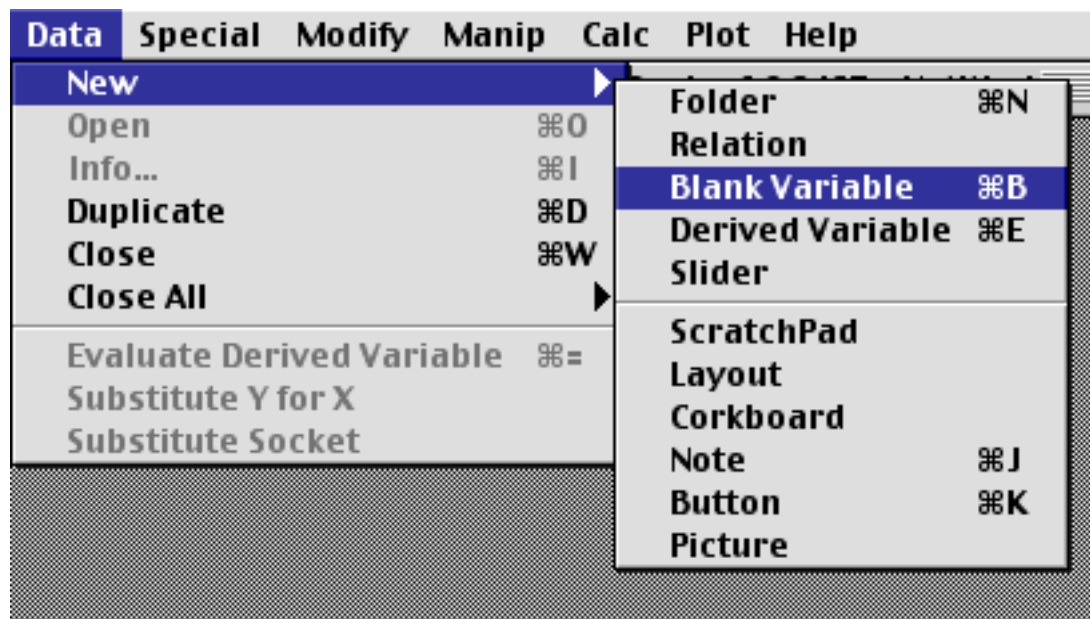 Data Special Modify Manip Calc Plot Help
New
Open ⌘O
Info... ⌘I
Duplicate ⌘D
Close ⌘W
Close All
Evaluate Derived Variable ⌘=
Substitute Y for X
Substitute Socket
Folder ⌘N
Relation
Blank Variable ⌘B
Derived Variable ⌘E
Slider
ScratchPad
Layout
Corkboard
Note ⌘J
Button ⌘K
Picture